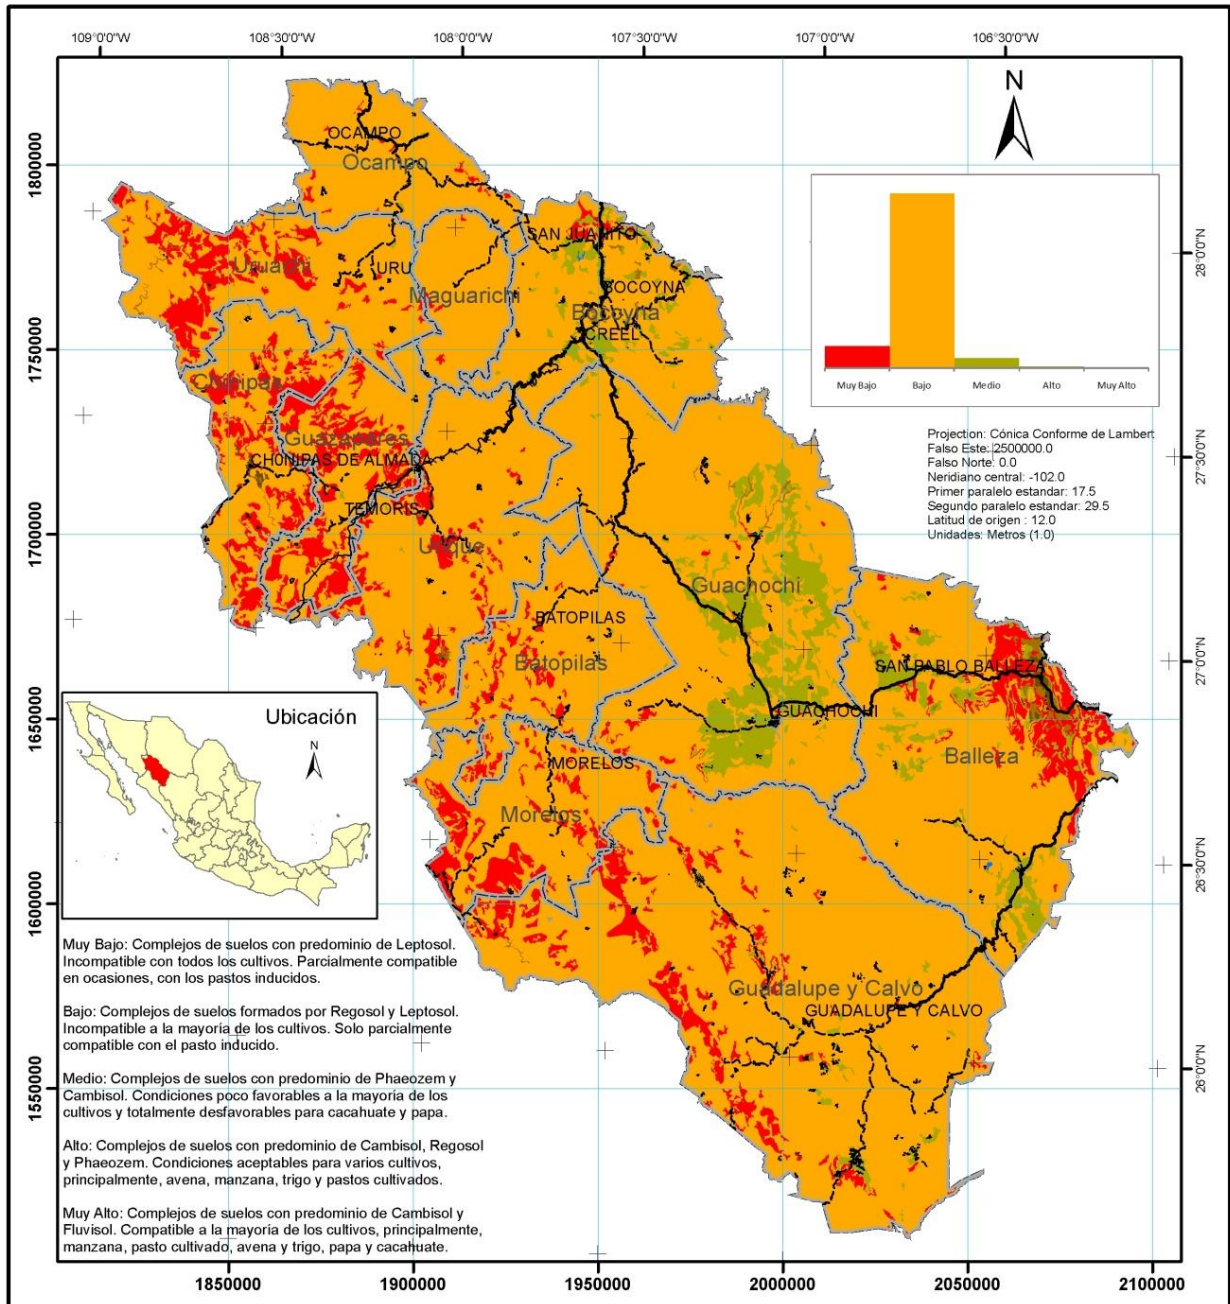 109°0'0"W
108°30'0"W
108°0'0"W
107°30'0"W
107°0'0"W
106°30'0"W
N
1800000
1750000
1700000
1650000
1600000
1550000
28°0'0"N
27°30'0"N
27°0'0"N
26°30'0"N
26°0'0"N
OCAMPO
Ocampo
SAN JUANITO
Uruachi
URU
Maguarichi
BOCOYNA
Bocoyna
CREEL
Chinipas
Guazapares
CH0NIPAS DE ALMADA
TEMORIS
Urique
Guachochi
BATOPILAS
Batopilas
SAN PABLO BALLEZA
GUACHOCHI
Balleza
MORELOS
Morelos
Guadalupe y Calvo
GUADALUPE Y CALVO
Muy Bajo
Bajo
Medio
Alto
Muy Alto
Projection: Cónica Conforme de Lambert
Falso Este: 2500000.0
Falso Norte: 0.0
Neridiano central: -102.0
Primer paralelo estandar: 17.5
Segundo paralelo estandar: 29.5
Latitud de origen : 12.0
Unidades: Metros (1.0)
Ubicación
N
Muy Bajo: Complejos de suelos con predominio de Leptosol.
Incompatible con todos los cultivos. Parcialmente compatible
en ocasiones, con los pastos inducidos.
Bajo: Complejos de suelos formados por Regosol y Leptosol.
Incompatible a la mayoría de los cultivos. Solo parcialmente
compatible con el pasto inducido.
Medio: Complejos de suelos con predominio de Phaeozem y
Cambisol. Condiciones poco favorables a la mayoría de los
cultivos y totalmente desfavorables para cacahuate y papa.
Alto: Complejos de suelos con predominio de Cambisol, Regosol
y Phaeozem. Condiciones aceptables para varios cultivos,
principalmente, avena, manzana, trigo y pastos cultivados.
Muy Alto: Complejos de suelos con predominio de Cambisol y
Fluvisol. Compatible a la mayoría de los cultivos, principalmente,
manzana, pasto cultivado, avena y trigo, papa y cacahuate.
1850000
1900000
1950000
2000000
2050000
2100000